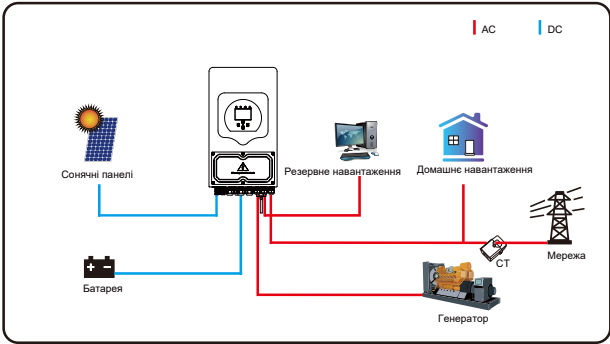 AC
DC
Сонячні панелі
Резервне навантаження
Домашнє навантаження
Мережа
CT
Батарея
Генератор